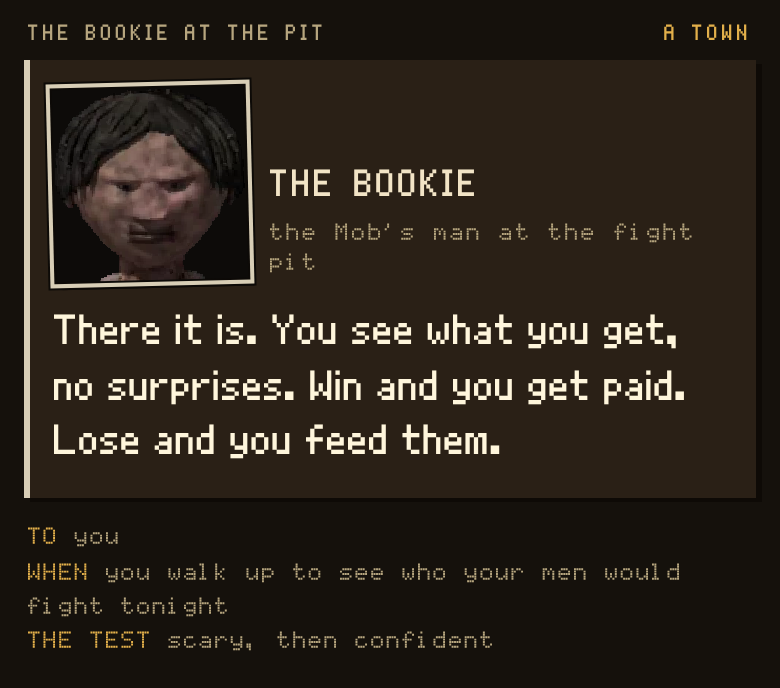 THE BOOKIE AT THE PIT
A TOWN
THE BOOKIE
the Mob's man at the fight
pit
There it is. You see what you get,
no surprises. Win and you get paid.
Lose and you feed them.
TO you
WHEN you walk up to see who your men would
fight tonight
THE TEST scary, then confident